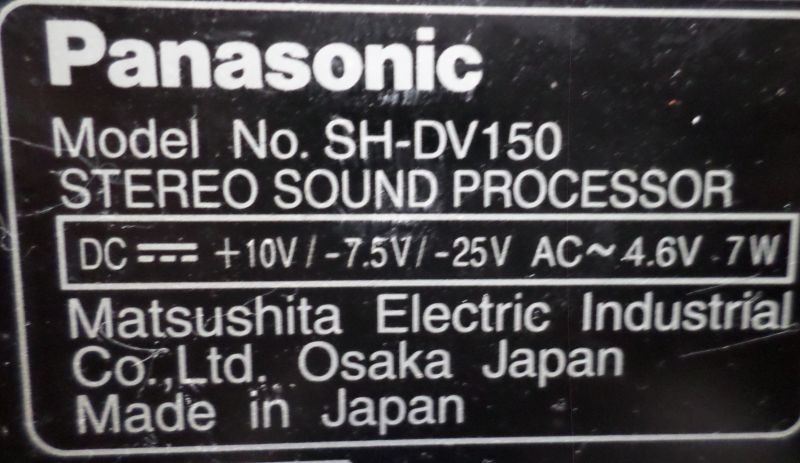 Panasonic
Model No. SH-DV150
STEREO SOUND PROCESSOR
DC ⎓ +10V/-7.5V/-25V AC~4.6V 7W
Matsushita Electric Industrial
Co.,Ltd. Osaka Japan
Made in Japan